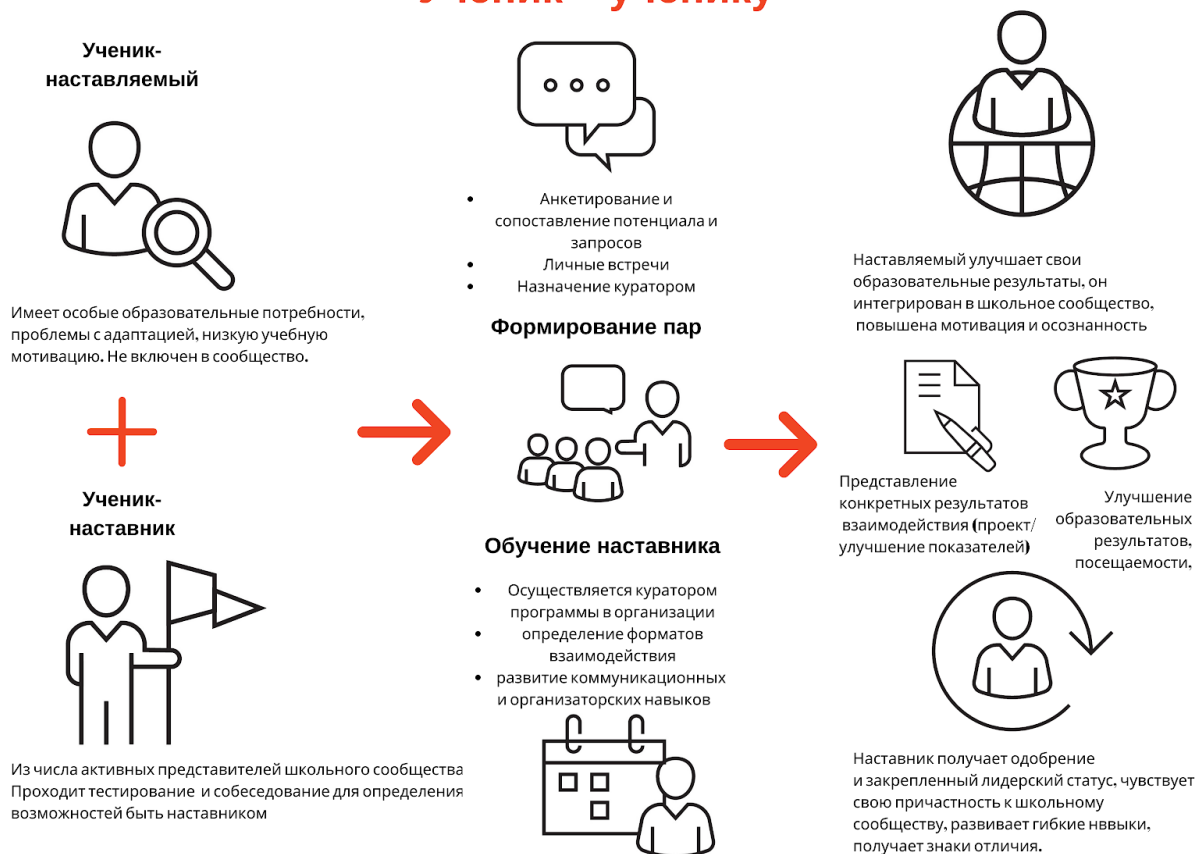 Ученик – ученику
Ученик-
наставляемый
Имеет особые образовательные потребности,
проблемы с адаптацией, низкую учебную
мотивацию. Не включен в сообщество.
Ученик-
наставник
Из числа активных представителей школьного сообщества
Проходит тестирование и собеседование для определения
возможностей быть наставником
• Анкетирование и
сопоставление потенциала и
запросов
• Личные встречи
• Назначение куратором
Формирование пар
Обучение наставника
• Осуществляется куратором
программы в организации
• определение форматов
взаимодействия
• развитие коммуникационных
и организаторских навыков
Наставляемый улучшает свои
образовательные результаты, он
интегрирован в школьное сообщество,
повышена мотивация и осознанность
Представление
конкретных результатов
взаимодействия (проект/
улучшение показателей)
Улучшение
образовательных
результатов,
посещаемости,
Наставник получает одобрение
и закрепленный лидерский статус, чувствует
свою причастность к школьному
сообществу, развивает гибкие нввыки,
получает знаки отличия.